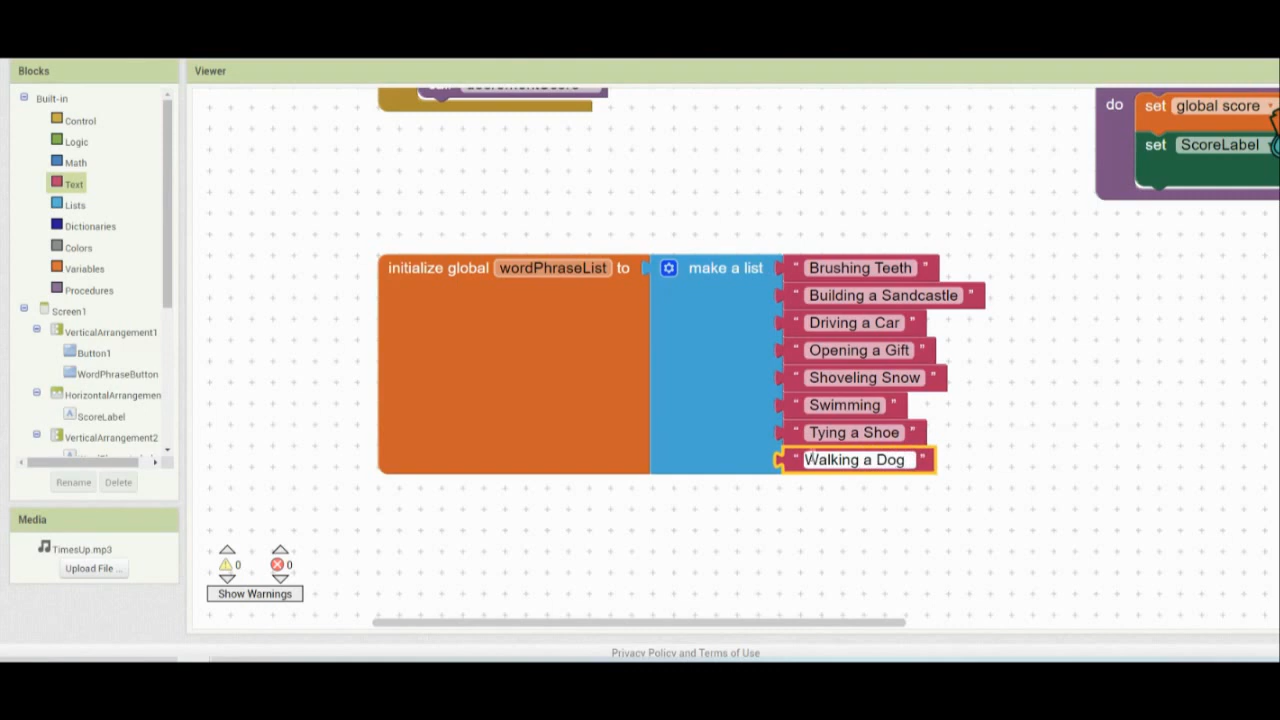 Blocks
Viewer
Built-in
Control
Logic
Math
Text
Lists
Dictionaries
Colors
Variables
Procedures
Screen1
VerticalArrangement1
Button1
WordPhraseButton
HorizontalArrangemen
ScoreLabel
VerticalArrangement2
Rename
Delete
Media
TimesUp.mp3
Upload File ...
do set global score
set ScoreLabel
initialize global wordPhraseList to make a list " Brushing Teeth "
" Building a Sandcastle "
" Driving a Car "
" Opening a Gift "
" Shoveling Snow "
" Swimming "
" Tying a Shoe "
" Walking a Dog "
0 0
Show Warnings
Privacy Policy and Terms of Use